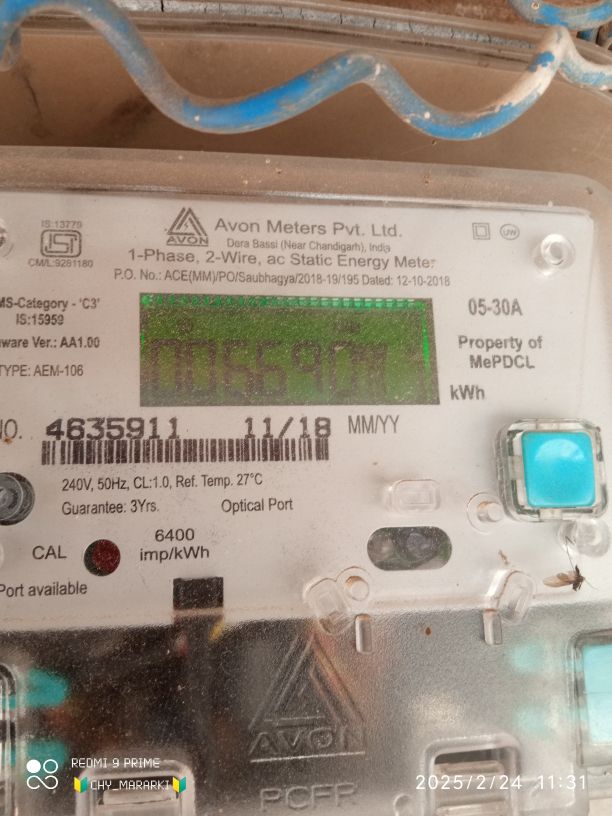 IS:13779
CM/L:9281180
AVON
Avon Meters Pvt. Ltd.
Dera Bassi (Near Chandigarh), India
1-Phase, 2-Wire, ac Static Energy Meter
P.O. No.: ACE(MM)/PO/Saubhagya/2018-19/195 Dated: 12-10-2018
MS-Category - 'C3'
IS:15959
ware Ver.: AA1.00
TYPE: AEM-106
05-30A
Property of
MePDCL
kWh
NO. 4635911 11/18 MM/YY
240V, 50Hz, CL:1.0, Ref. Temp. 27°C
Guarantee: 3Yrs. Optical Port
CAL
6400
imp/kWh
Port available
AVON
REDMI 9 PRIME
CHY_MARARKI
2025/2/24 11:31